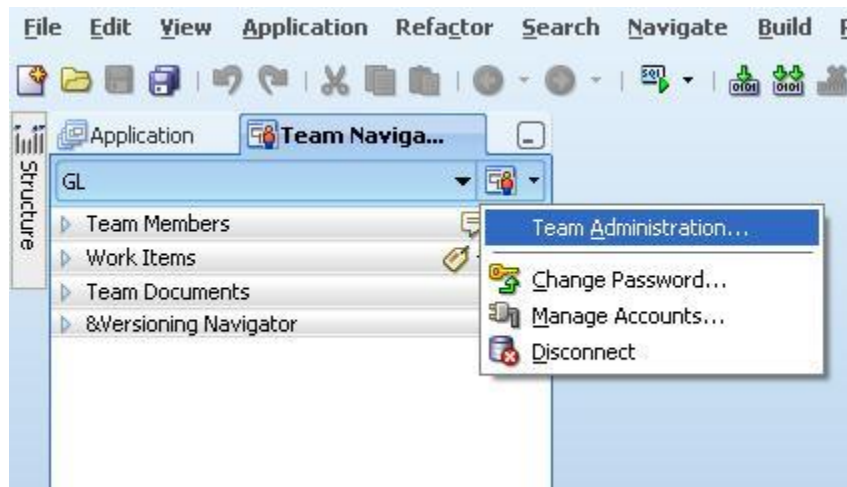 File Edit View Application Refactor Search Navigate Build
Application Team Naviga...
Structure
GL
Team Members
Work Items
Team Documents
&Versioning Navigator
Team Administration...
Change Password...
Manage Accounts...
Disconnect